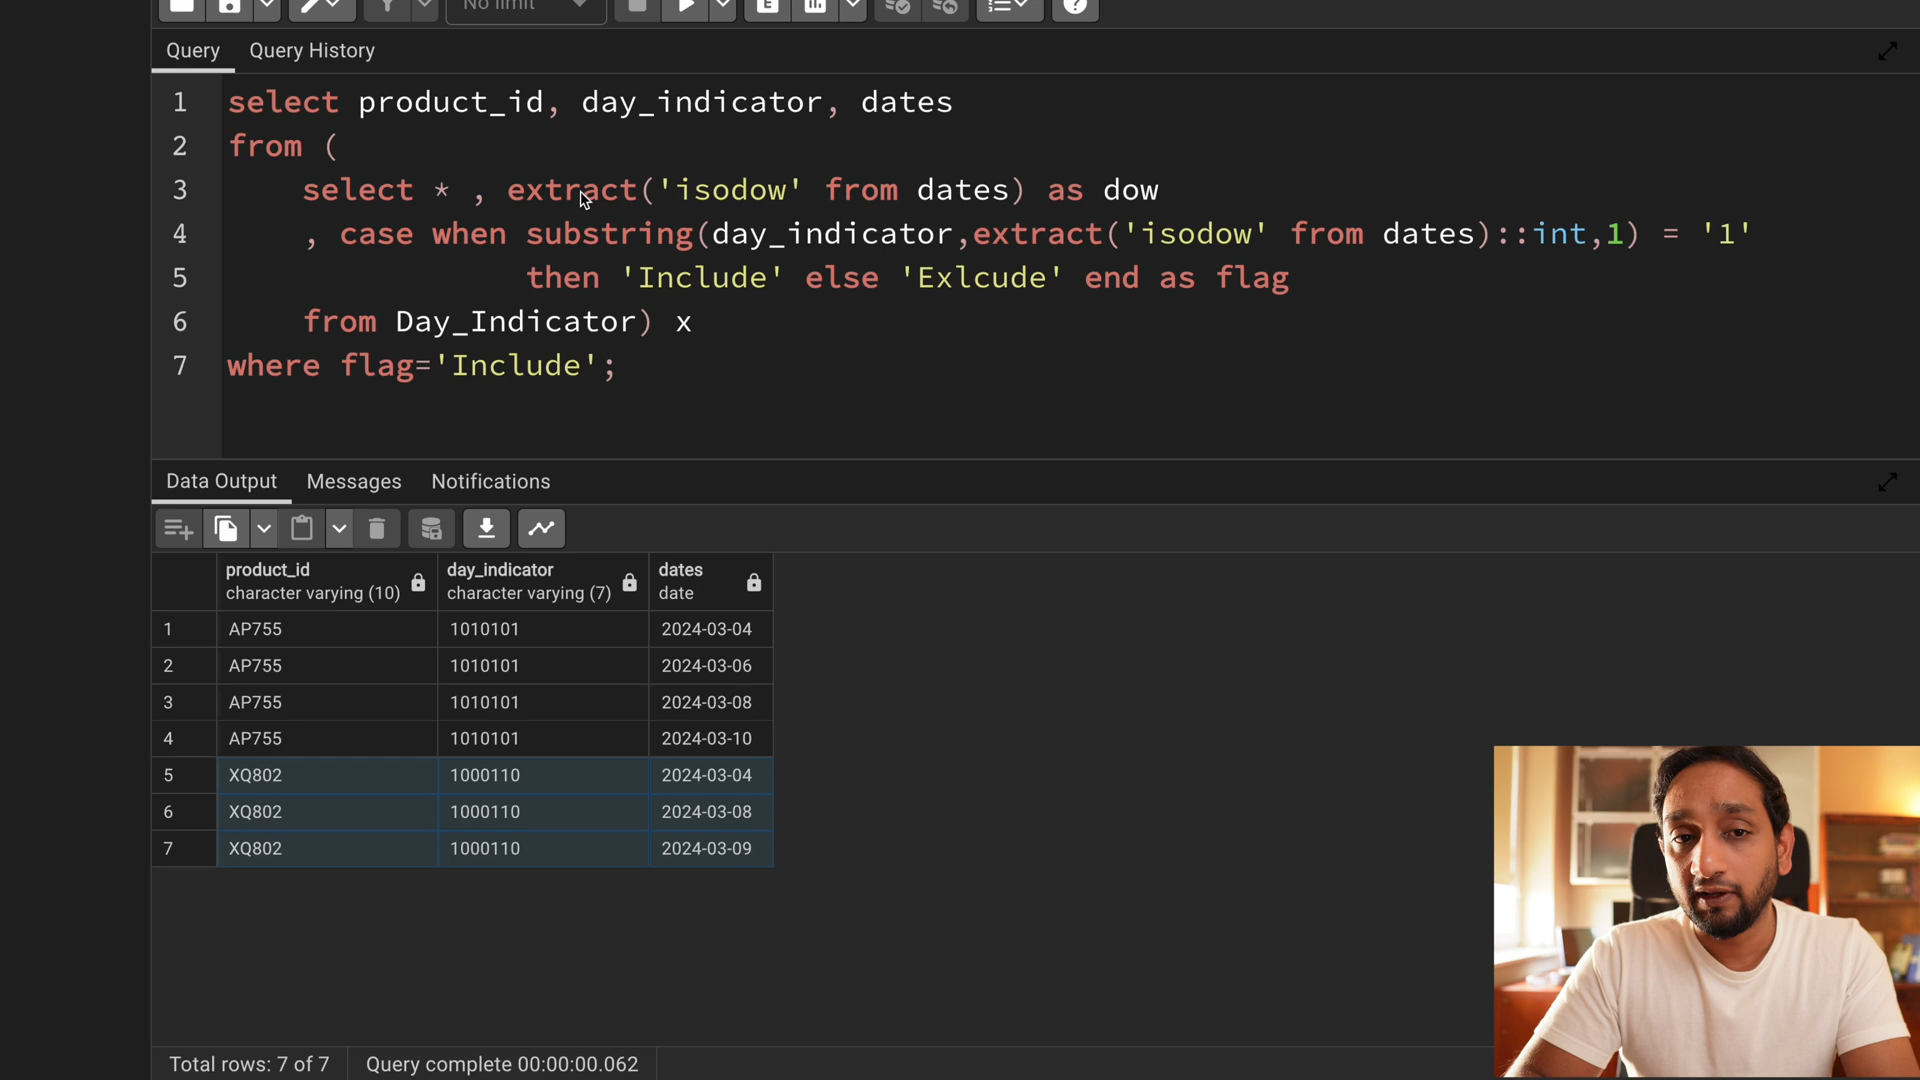 No limit
Query Query History
1 select product_id, day_indicator, dates
2 from (
3 select * , extract('isodow' from dates) as dow
4 , case when substring(day_indicator,extract('isodow' from dates)::int,1) = '1'
5 then 'Include' else 'Exlcude' end as flag
6 from Day_Indicator) x
7 where flag='Include';
Data Output Messages Notifications
product_id day_indicator dates
character varying (10) character varying (7) date
1 AP755 1010101 2024-03-04
2 AP755 1010101 2024-03-06
3 AP755 1010101 2024-03-08
4 AP755 1010101 2024-03-10
5 XQ802 1000110 2024-03-04
6 XQ802 1000110 2024-03-08
7 XQ802 1000110 2024-03-09
Total rows: 7 of 7 Query complete 00:00:00.062